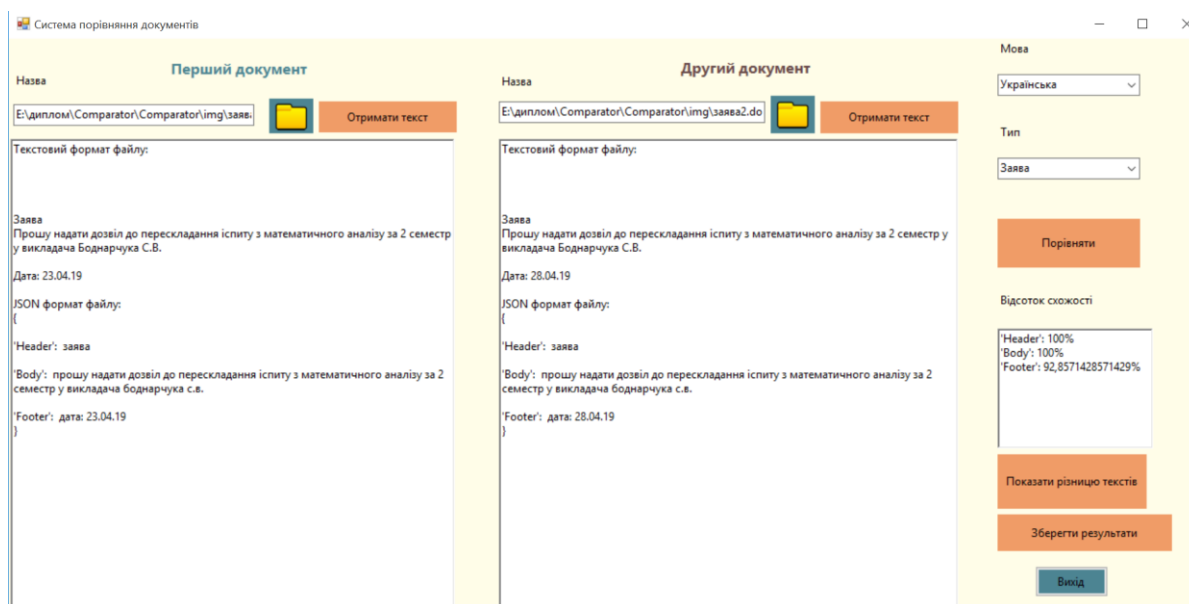 Система порівняння документів
Перший документ
Назва
E:\диплом\Comparator\Comparator\img\заяв
Отримати текст
Текстовий формат файлу:
Заява
Прошу надати дозвіл до перескладання іспиту з математичного аналізу за 2 семестр
у викладача Боднарчука С.В.
Дата: 23.04.19
JSON формат файлу:
{
'Header':  заява
'Body':  прошу надати дозвіл до перескладання іспиту з математичного аналізу за 2
семестр у викладача боднарчука с.в.
'Footer':  дата: 23.04.19
}
Другий документ
Назва
E:\диплом\Comparator\Comparator\img\заява2.do
Отримати текст
Текстовий формат файлу:
Заява
Прошу надати дозвіл до перескладання іспиту з математичного аналізу за 2 семестр у
викладача Боднарчука С.В.
Дата: 28.04.19
JSON формат файлу:
{
'Header':  заява
'Body':  прошу надати дозвіл до перескладання іспиту з математичного аналізу за 2
семестр у викладача боднарчука с.в.
'Footer':  дата: 28.04.19
}
Мова
Українська
Тип
Заява
Порівняти
Відсоток схожості
'Header': 100%
'Body': 100%
'Footer': 92,8571428571429%
Показати різницю текстів
Зберегти результати
Вихід